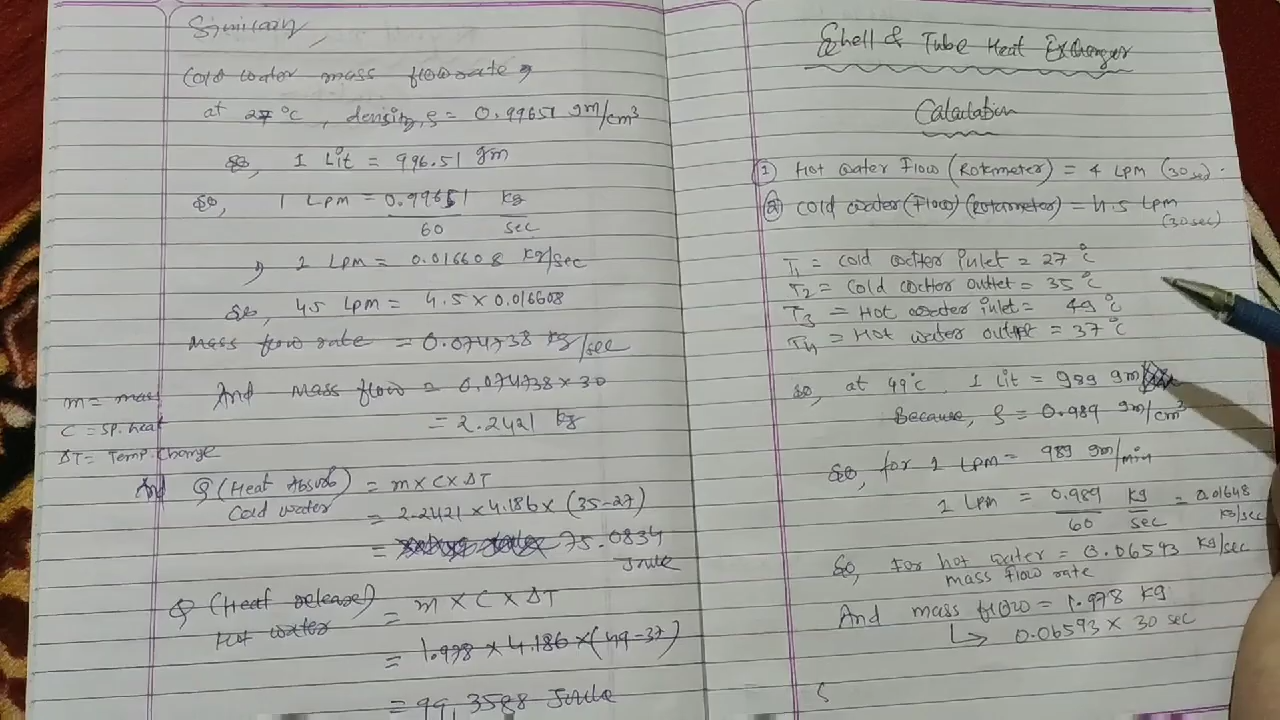 Similarly,
Cold water mass flowrate,
at 27 °C, density, ρ = 0.99651 gm/cm³
so, 1 Lit = 996.51 gm
so, 1 LPM = 0.99651 kg
60 sec
⇒ 1 LPM = 0.016608 kg/sec
so, 4.5 LPM = 4.5 × 0.016608
Mass flow rate = 0.074738 kg/sec
And Mass flow = 0.074738 × 30
= 2.2421 kg
m = mass
C = Sp. heat
ΔT = Temp. Change
And Q (Heat Absorb) = m × C × ΔT
Cold water
= 2.2421 × 4.186 × (35-27)
= 75.0834
Joule
Q (Heat release) = m × C × ΔT
Hot water
= 1.978 × 4.186 × (49-37)
= 99.3588 Joule
Shell & Tube Heat Exchanger
Calculation
① Hot water Flow (Rotameter) = 4 LPM (30 sec).
② Cold water (Flow) (Rotameter) = 4.5 LPM
(30 sec)
T₁ = Cold water inlet = 27 °C
T₂ = Cold water outlet = 35 °C
T₃ = Hot water inlet = 49 °C
T₄ = Hot water outlet = 37 °C
so, at 49°C 1 Lit = 989 gm
Because, ρ = 0.989 gm/cm³
so, for 1 LPM = 989 gm/min
1 LPM = 0.989 kg = 0.01648
60 sec kg/sec
so, For hot water = 0.06593 kg/sec
mass flow rate
And mass flow = 1.978 kg
↳ 0.06593 × 30 sec